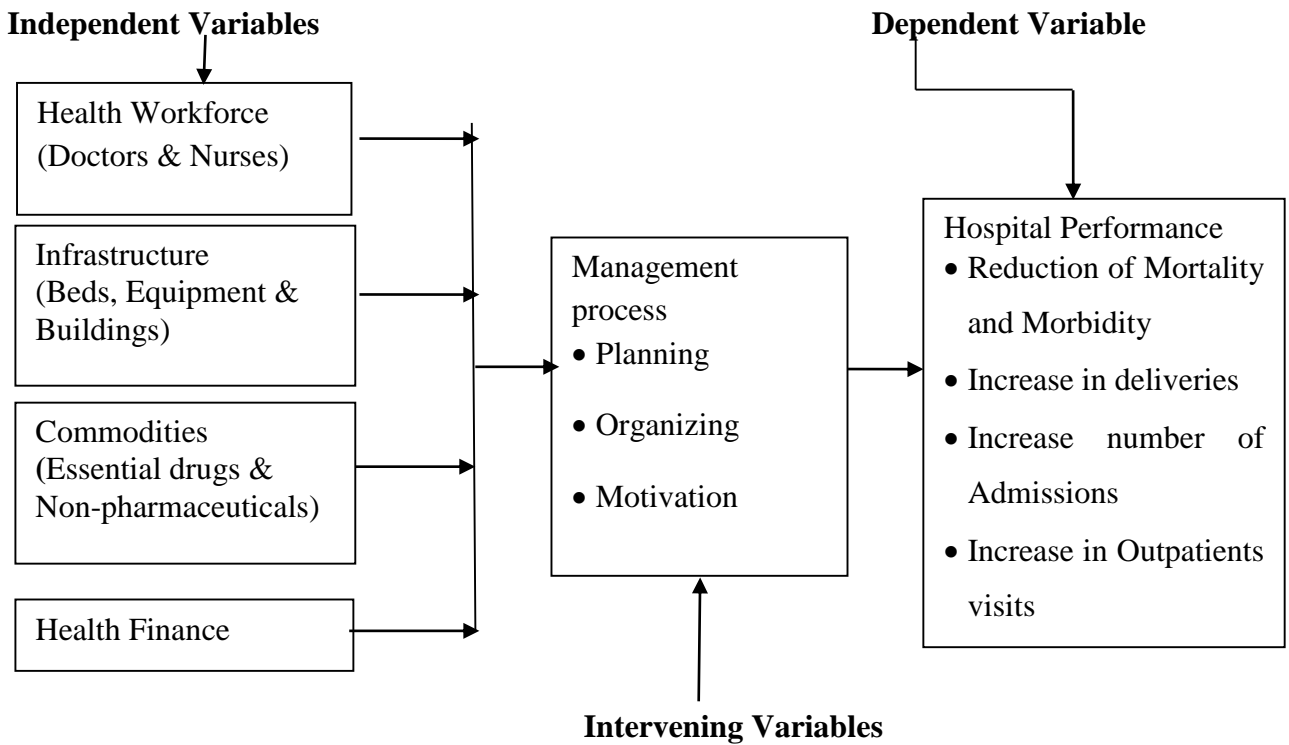 Independent Variables
Dependent Variable
Health Workforce
(Doctors & Nurses)
Infrastructure
(Beds, Equipment &
Buildings)
Commodities
(Essential drugs &
Non-pharmaceuticals)
Health Finance
Management
process
• Planning
• Organizing
• Motivation
Intervening Variables
Hospital Performance
• Reduction of Mortality
and Morbidity
• Increase in deliveries
• Increase number of
Admissions
• Increase in Outpatients
visits